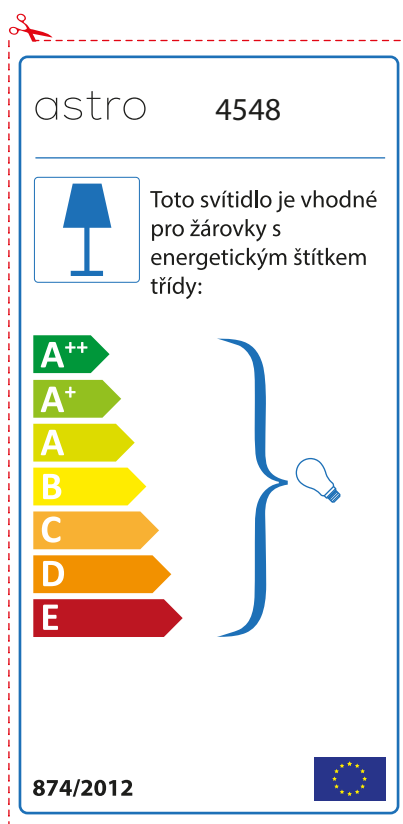 astro 4548
Toto svítidlo je vhodné
pro žárovky s
energetickým štítkem
třídy:
A++
A+
A
B
C
D
E
874/2012